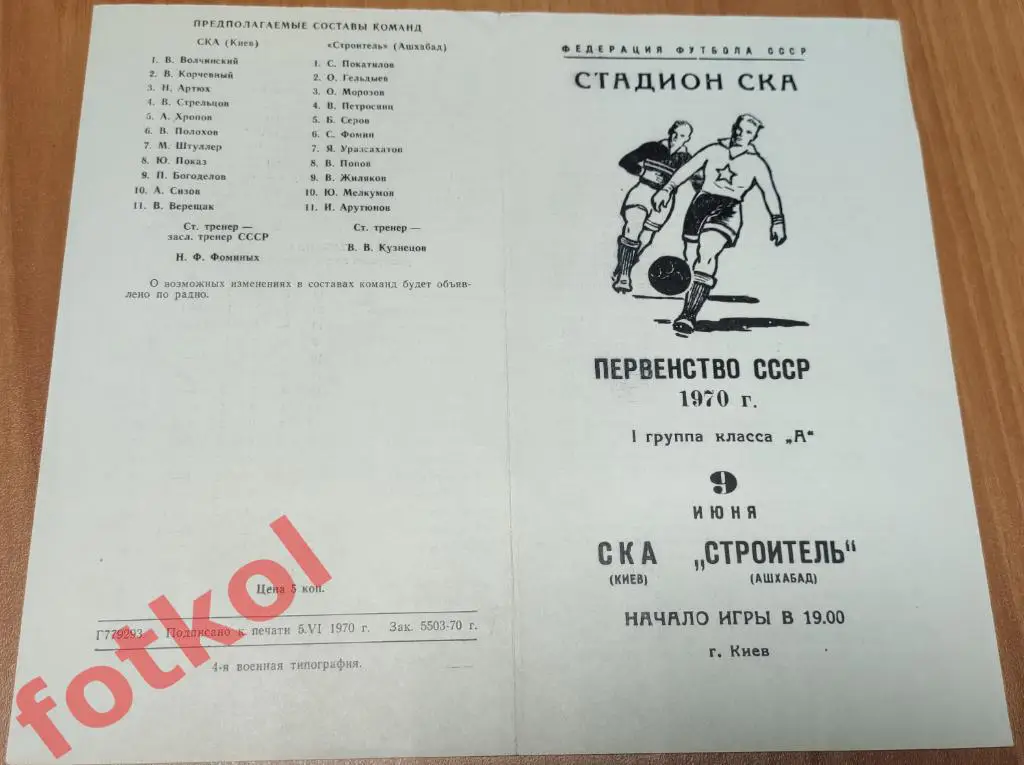 ПРЕДПОЛАГАЕМЫЕ СОСТАВЫ КОМАНД
СКА (Киев)
1. В. Волчинский
2. В. Корчевный
3. Н. Артюх
4. В. Стрельцов
5. А. Хропов
6. В. Полохов
7. М. Штуллер
8. Ю. Показ
9. П. Богоделов
10. А. Сизов
11. В. Верещак
Ст. тренер —
засл. тренер СССР
Н. Ф. Фоминых
«Строитель» (Ашхабад)
1. С. Покатилов
2. О. Гельдыев
3. О. Морозов
4. В. Петросянц
5. Б. Серов
6. С. Фомин
7. Я. Уразсахатов
8. В. Попов
9. В. Жиляков
10. Ю. Мелкумов
11. И. Арутюнов
Ст. тренер —
В. В. Кузнецов
О возможных изменениях в составах команд будет объяв-
лено по радио.
Цена 5 коп.
Г779293. Подписано к печати 5.VI 1970 г. Зак. 5503-70 г.
4-я военная типография.
ФЕДЕРАЦИЯ ФУТБОЛА СССР
СТАДИОН СКА
ПЕРВЕНСТВО СССР
1970 г.
I группа класса „А“
9
ИЮНЯ
СКА „СТРОИТЕЛЬ“
(КИЕВ) (АШХАБАД)
НАЧАЛО ИГРЫ В 19.00
г. Киев
fotkol